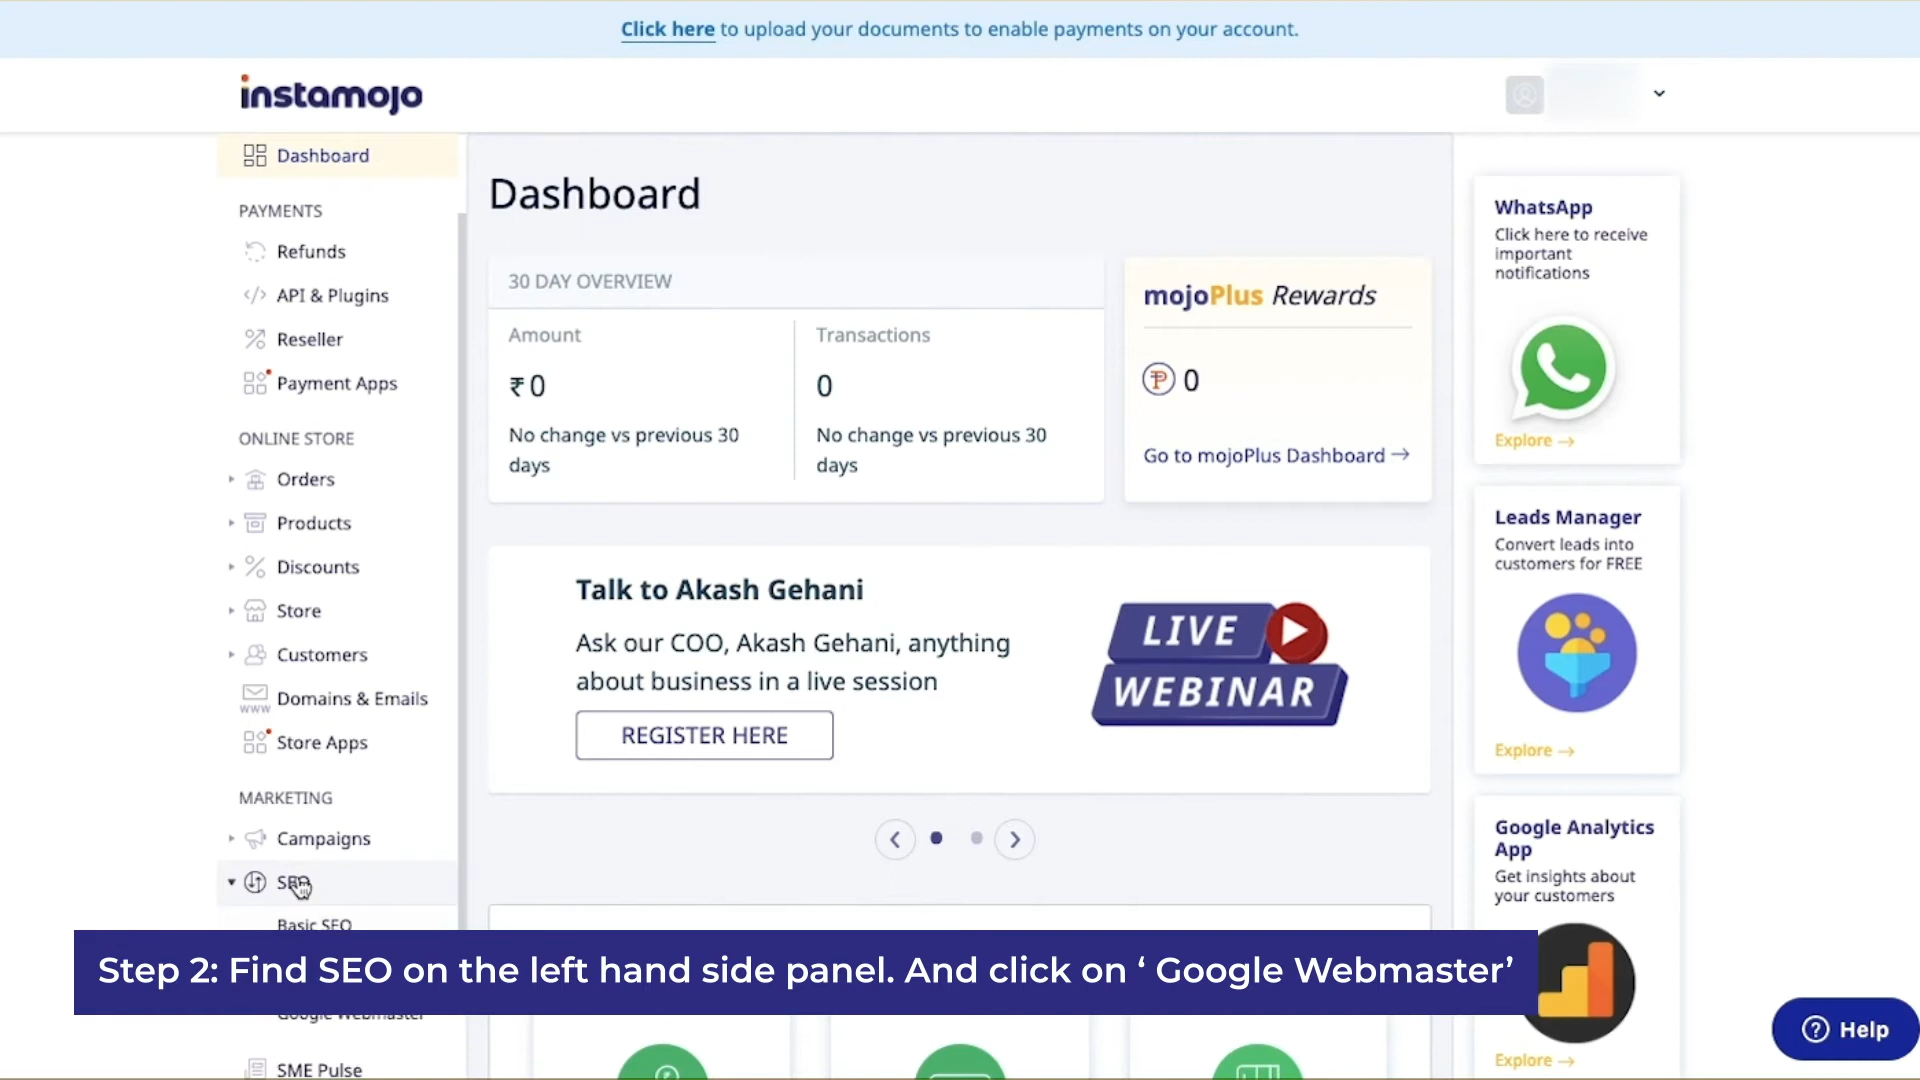 Click here to upload your documents to enable payments on your account.
instamojo
Dashboard
PAYMENTS
Refunds
API & Plugins
Reseller
Payment Apps
ONLINE STORE
Orders
Products
Discounts
Store
Customers
Domains & Emails
Store Apps
MARKETING
Campaigns
SEO
Basic SEO
Google Webmaster
SME Pulse
Dashboard
30 DAY OVERVIEW
Amount
₹ 0
No change vs previous 30
days
Transactions
0
No change vs previous 30
days
mojoPlus Rewards
0
Go to mojoPlus Dashboard →
Talk to Akash Gehani
Ask our COO, Akash Gehani, anything
about business in a live session
REGISTER HERE
LIVE
WEBINAR
WhatsApp
Click here to receive
important
notifications
Explore →
Leads Manager
Convert leads into
customers for FREE
Explore →
Google Analytics
App
Get insights about
your customers
Explore →
Step 2: Find SEO on the left hand side panel. And click on ‘ Google Webmaster’
Help